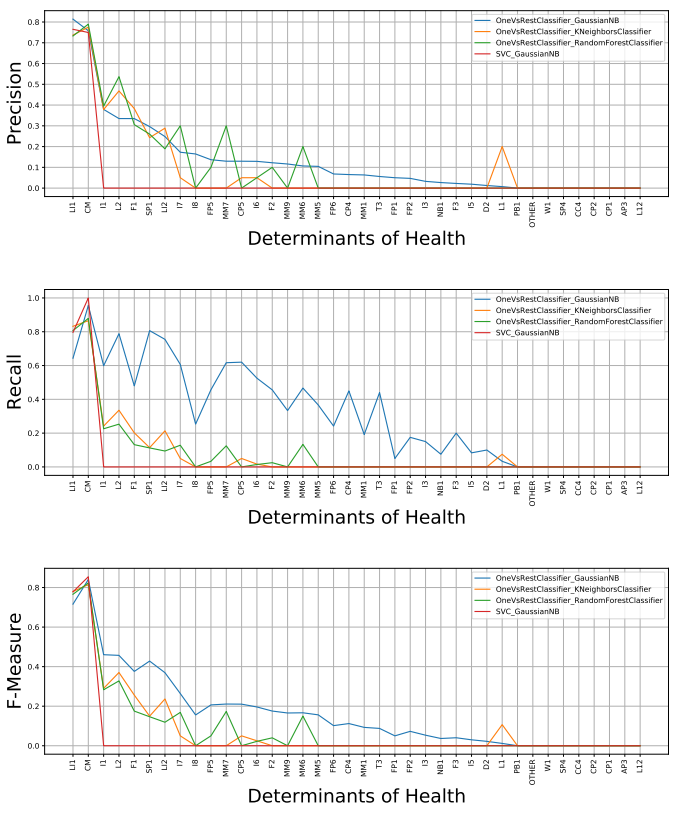 0.8
0.7
0.6
0.5
0.4
0.3
0.2
0.1
0.0
Precision
OneVsRestClassifier_GaussianNB
OneVsRestClassifier_KNeighborsClassifier
OneVsRestClassifier_RandomForestClassifier
SVC_GaussianNB
LI1 CM I1 L2 F1 SP1 LI2 I7 I8 FP5 MM7 CP5 I6 F2 MM9 MM6 MM5 FP6 CP4 MM1 T3 FP1 FP2 I3 NB1 F3 I5 D2 L1 PB1 OTHER W1 SP4 CC4 CP2 CP1 AP3 L12
Determinants of Health
1.0
0.8
0.6
0.4
0.2
0.0
Recall
OneVsRestClassifier_GaussianNB
OneVsRestClassifier_KNeighborsClassifier
OneVsRestClassifier_RandomForestClassifier
SVC_GaussianNB
LI1 CM I1 L2 F1 SP1 LI2 I7 I8 FP5 MM7 CP5 I6 F2 MM9 MM6 MM5 FP6 CP4 MM1 T3 FP1 FP2 I3 NB1 F3 I5 D2 L1 PB1 OTHER W1 SP4 CC4 CP2 CP1 AP3 L12
Determinants of Health
0.8
0.6
0.4
0.2
0.0
F-Measure
OneVsRestClassifier_GaussianNB
OneVsRestClassifier_KNeighborsClassifier
OneVsRestClassifier_RandomForestClassifier
SVC_GaussianNB
LI1 CM I1 L2 F1 SP1 LI2 I7 I8 FP5 MM7 CP5 I6 F2 MM9 MM6 MM5 FP6 CP4 MM1 T3 FP1 FP2 I3 NB1 F3 I5 D2 L1 PB1 OTHER W1 SP4 CC4 CP2 CP1 AP3 L12
Determinants of Health